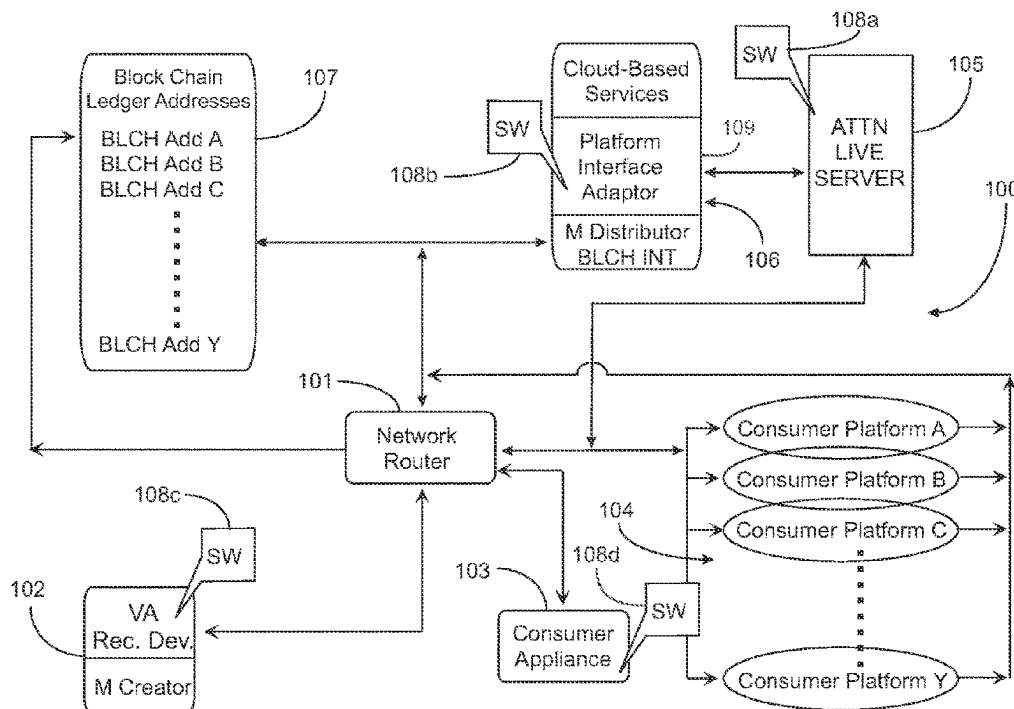 Block Chain
Ledger Addresses
BLCH Add A
BLCH Add B
BLCH Add C
BLCH Add Y
107
Cloud-Based
Services
Platform
Interface
Adaptor
M Distributor
BLCH INT
SW
108b
109
106
SW
108a
105
ATTN
LIVE
SERVER
100
101
Network
Router
Consumer Platform A
Consumer Platform B
Consumer Platform C
Consumer Platform Y
104
108c
SW
102
VA
Rec. Dev.
M Creator
103
Consumer
Appliance
108d
SW